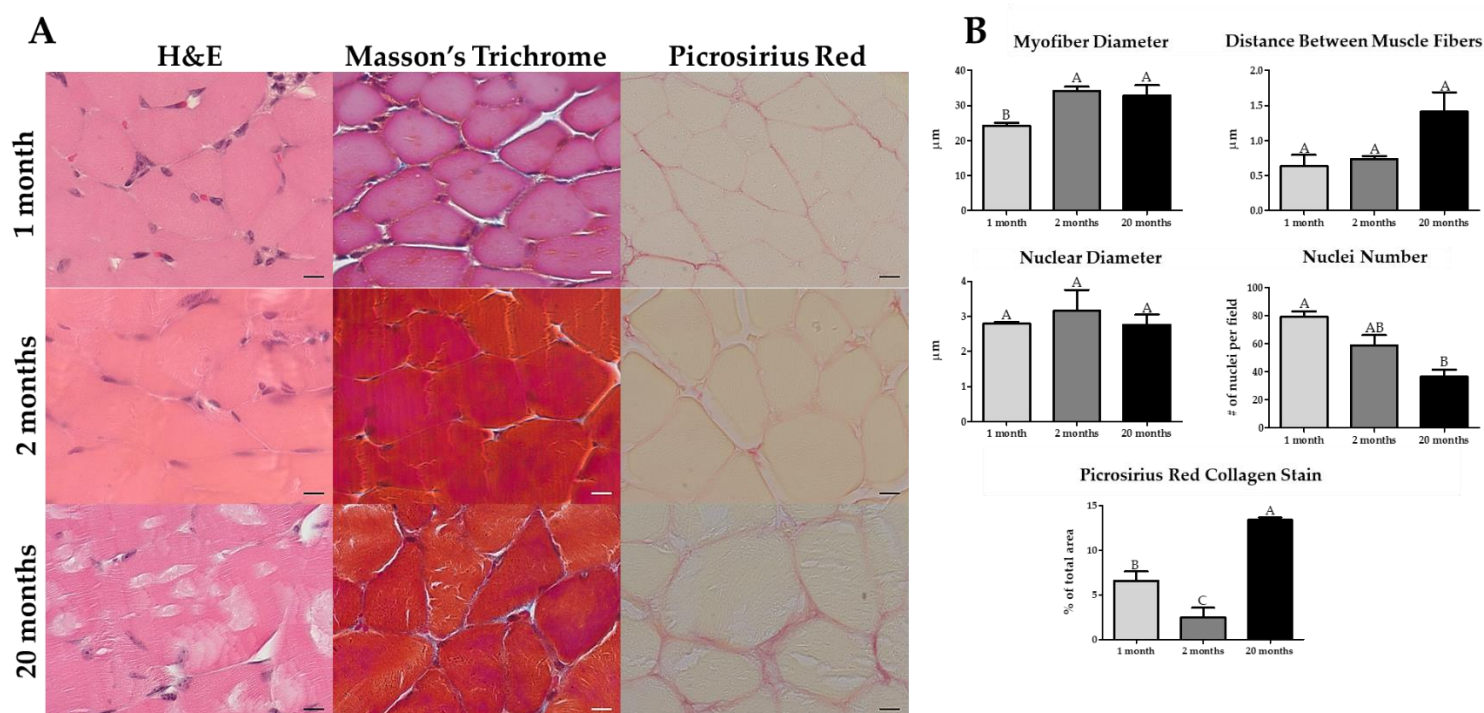 A
H&E
Masson's Trichrome
Picrosirius Red
1 month
2 months
20 months
B
Myofiber Diameter
40
30
20
10
0
μm
B
A
A
1 month
2 months
20 months
Distance Between Muscle Fibers
2.0
1.5
1.0
0.5
0.0
μm
A
A
A
1 month
2 months
20 months
Nuclear Diameter
4
3
2
1
0
μm
A
A
A
1 month
2 months
20 months
Nuclei Number
100
80
60
40
20
0
# of nuclei per field
A
AB
B
1 month
2 months
20 months
Picrosirius Red Collagen Stain
15
10
5
0
% of total area
B
C
A
1 month
2 months
20 months